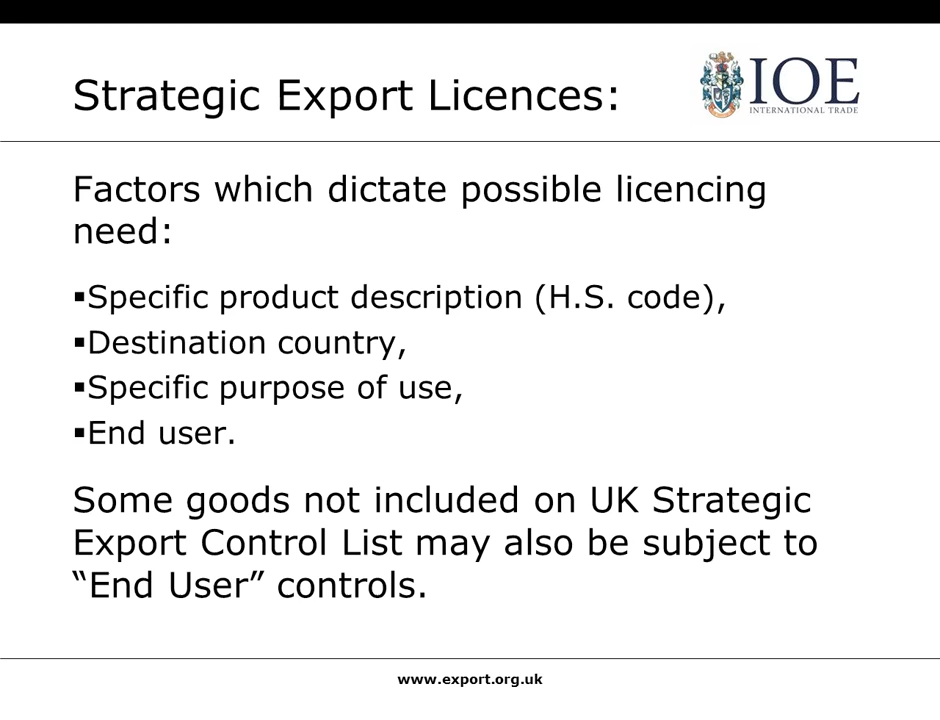 Strategic Export Licences:
IOE
INTERNATIONAL TRADE
Factors which dictate possible licencing
need:
▪Specific product description (H.S. code),
▪Destination country,
▪Specific purpose of use,
▪End user.
Some goods not included on UK Strategic
Export Control List may also be subject to
“End User” controls.
www.export.org.uk